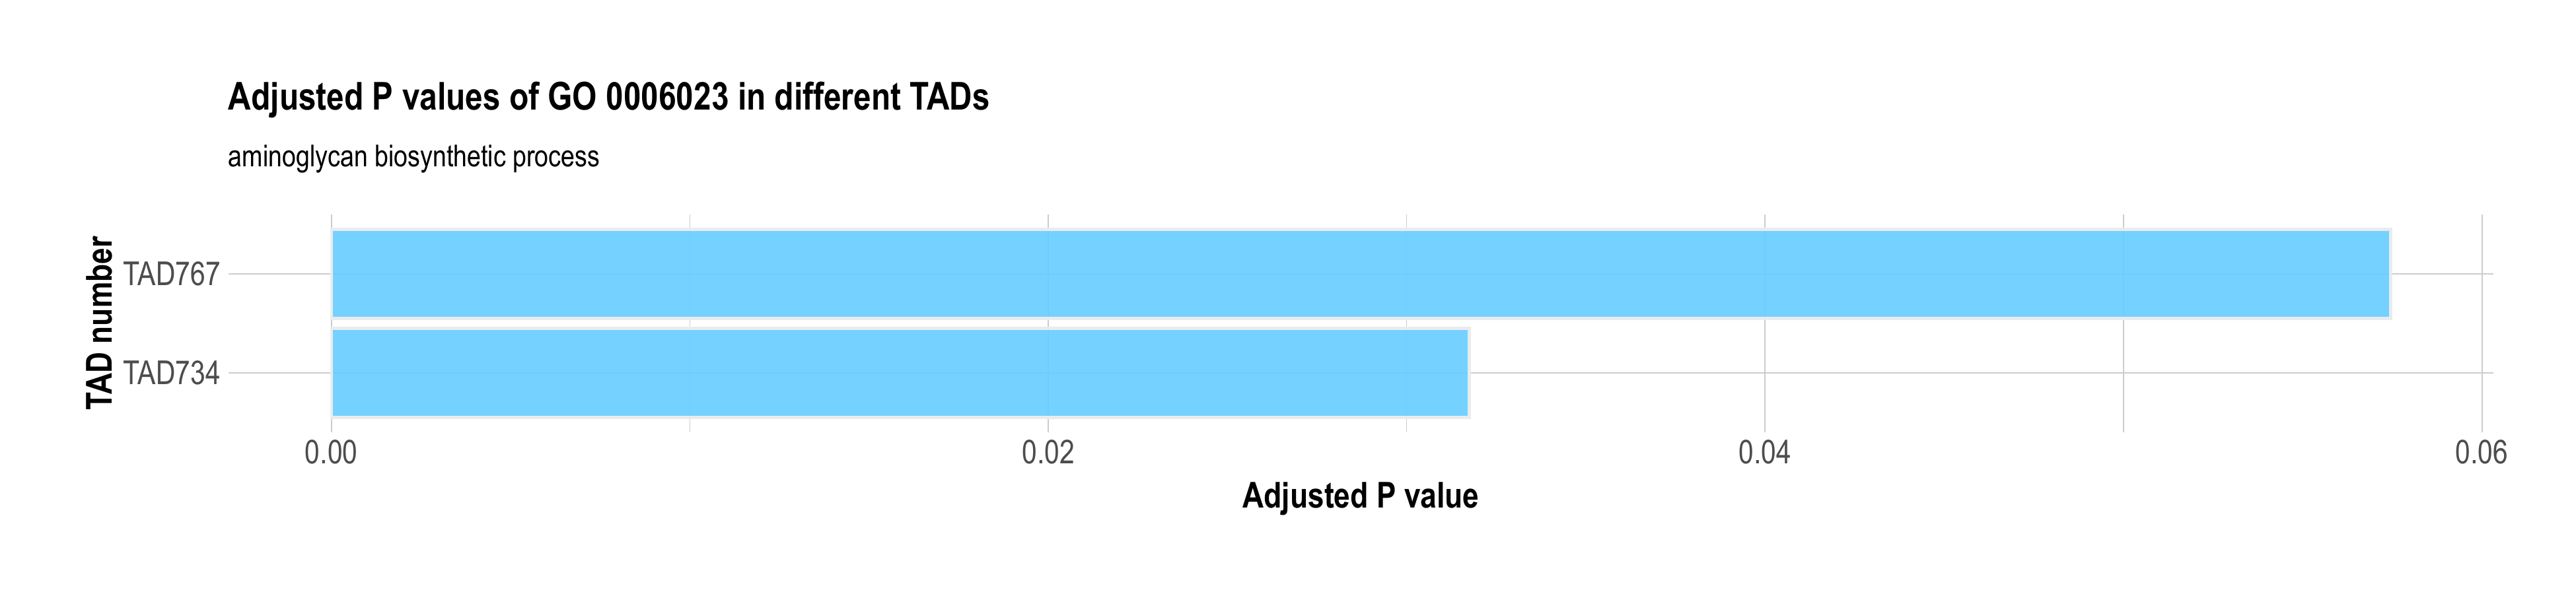 Adjusted P values of GO 0006023 in different TADs
aminoglycan biosynthetic process
TAD number
TAD767
TAD734
0.00 0.02 0.04 0.06
Adjusted P value